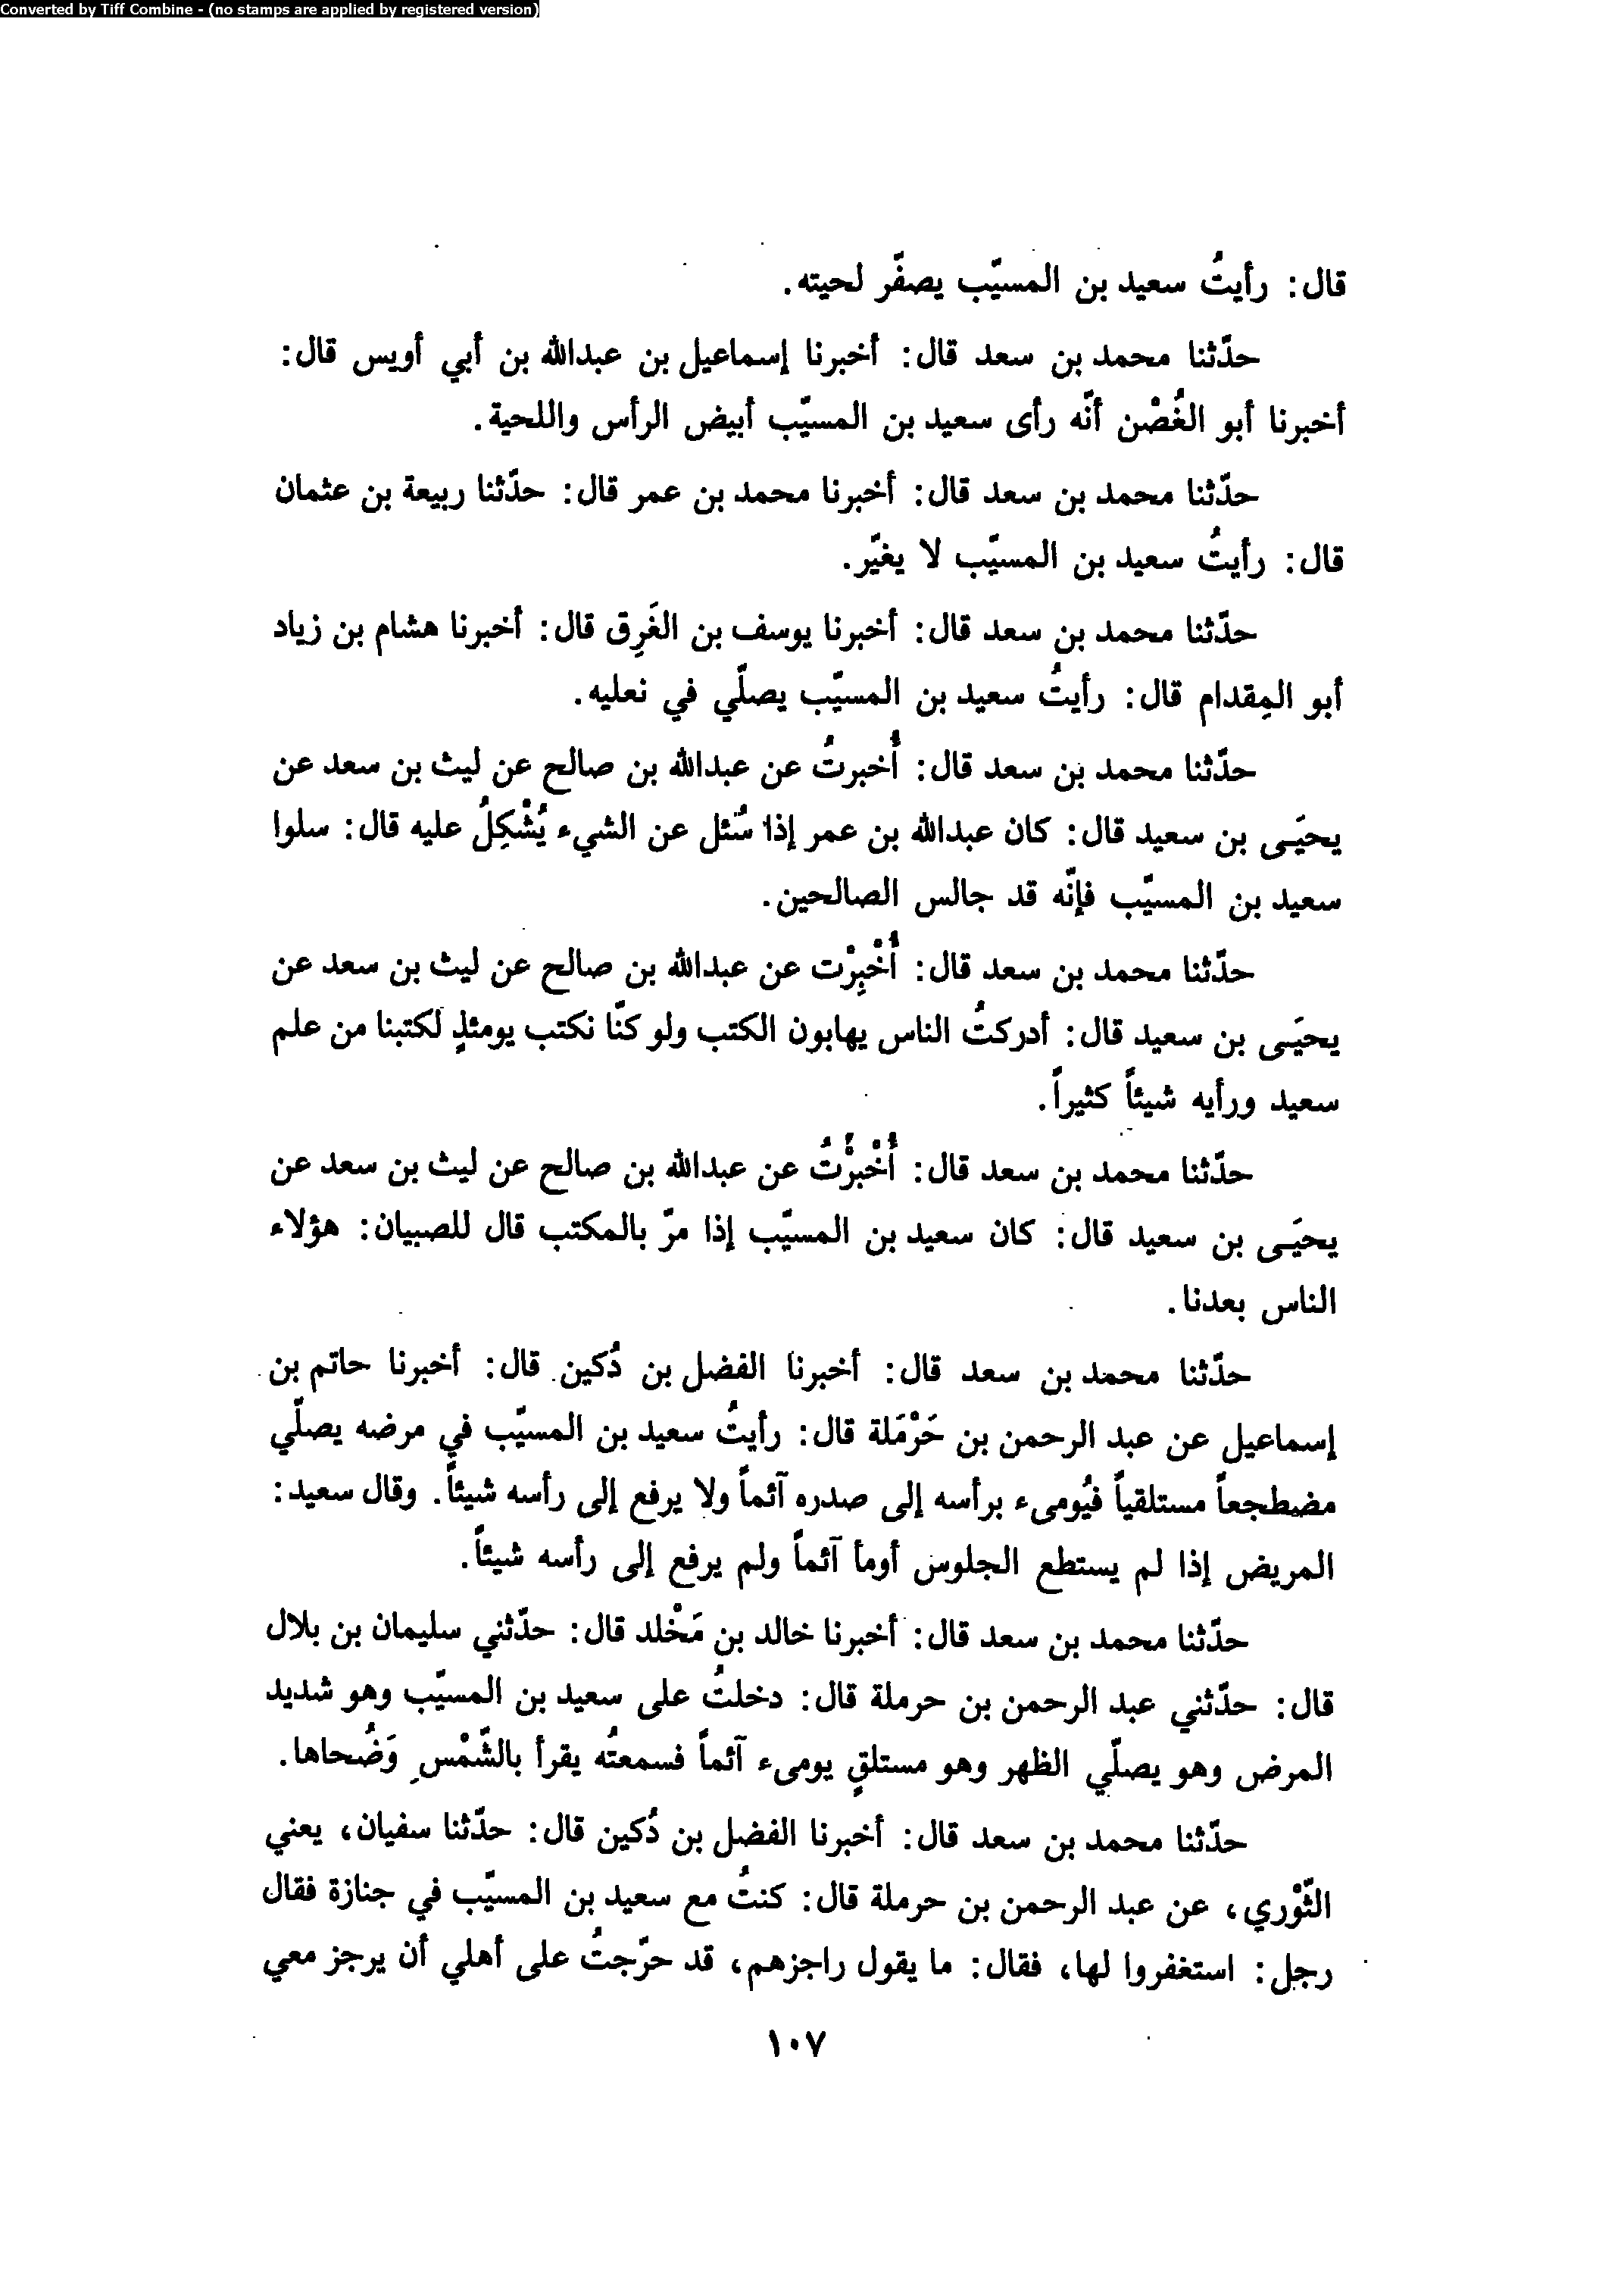 Converted by Tiff Combine - (no stamps are applied by registered version)
قال: رأيتُ سعيد بن المسيّب يصفّر لحيته.
حدّثنا محمد بن سعد قال: أخبرنا إسماعيل بن عبدالله بن أبي أويس قال:
أخبرنا أبو الغُصْن أنّه رأى سعيد بن المسيّب أبيض الرأس واللحية.
حدّثنا محمد بن سعد قال: أخبرنا محمد بن عمر قال: حدّثنا ربيعة بن عثمان
قال: رأيتُ سعيد بن المسيّب لا يغيّر.
حدّثنا محمد بن سعد قال: أخبرنا يوسف بن الغَرِق قال: أخبرنا هشام بن زياد
أبو المِقدام قال: رأيتُ سعيد بن المسيّب يصلّي في نعليه.
حدّثنا محمد بن سعد قال: أُخبرتُ عن عبدالله بن صالح عن ليث بن سعد عن
يحيَى بن سعيد قال: كان عبدالله بن عمر إذا سُئل عن الشيء يُشْكِلُ عليه قال: سلوا
سعيد بن المسيّب فإنّه قد جالس الصالحين.
حدّثنا محمد بن سعد قال: أُخْبِرْت عن عبدالله بن صالح عن ليث بن سعد عن
يحيَى بن سعيد قال: أدركتُ الناس يهابون الكتب ولو كنّا نكتب يومئذٍ لكتبنا من علم
سعيد ورأيه شيئاً كثيراً.
حدّثنا محمد بن سعد قال: أُخْبرْتُ عن عبدالله بن صالح عن ليث بن سعد عن
يحيَى بن سعيد قال: كان سعيد بن المسيّب إذا مرّ بالمكتب قال للصبيان: هؤلاء
الناس بعدنا.
حدّثنا محمد بن سعد قال: أخبرنا الفضل بن دُكين قال: أخبرنا حاتم بن
إسماعيل عن عبد الرحمن بن حَرْمَلة قال: رأيتُ سعيد بن المسيّب في مرضه يصلّي
مضطجعاً مستلقياً فيُومىء برأسه إلى صدره آئماً ولا يرفع إلى رأسه شيئاً. وقال سعيد:
المريض إذا لم يستطع الجلوس أومأ آئماً ولم يرفع إلى رأسه شيئاً.
حدّثنا محمد بن سعد قال: أخبرنا خالد بن مَخْلد قال: حدّثني سليمان بن بلال
قال: حدّثني عبد الرحمن بن حرملة قال: دخلتُ على سعيد بن المسيّب وهو شديد
المرض وهو يصلّي الظهر وهو مستلقٍ يومىء آئماً فسمعتُه يقرأ بالشّمْسِ وَضُحاها.
حدّثنا محمد بن سعد قال: أخبرنا الفضل بن دُكين قال: حدّثنا سفيان، يعني
الثّوْري، عن عبد الرحمن بن حرملة قال: كنتُ مع سعيد بن المسيّب في جنازة فقال
رجل: استغفروا لها، فقال: ما يقول راجزهم، قد حرّجتُ على أهلي أن يرجز معي
١٠٧